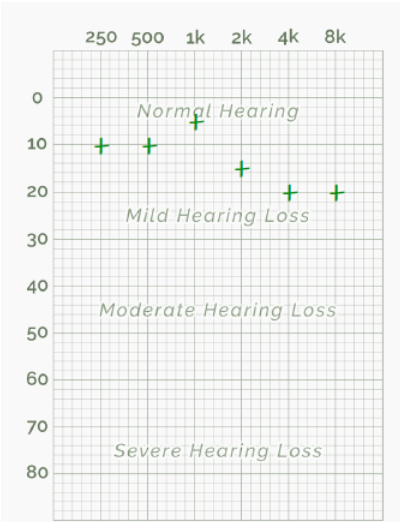 250 500 1k 2k 4k 8k
0
Normal Hearing
10
20
Mild Hearing Loss
30
40
Moderate Hearing Loss
50
60
70
Severe Hearing Loss
80